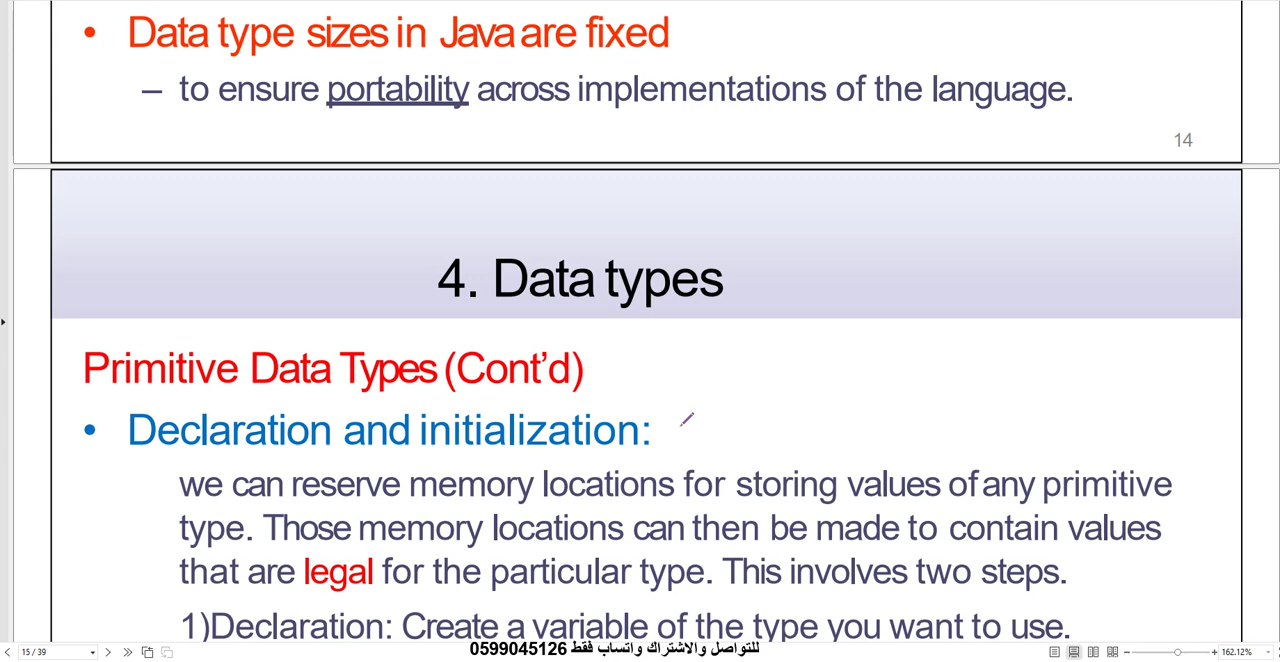 • Data type sizes in Java are fixed
– to ensure portability across implementations of the language.
14
4. Data types
Primitive Data Types (Cont’d)
• Declaration and initialization:
we can reserve memory locations for storing values of any primitive
type. Those memory locations can then be made to contain values
that are legal for the particular type. This involves two steps.
1)Declaration: Create a variable of the type you want to use.
للتواصل والاشتراك واتساب فقط 0599045126
15 / 39
162.12%